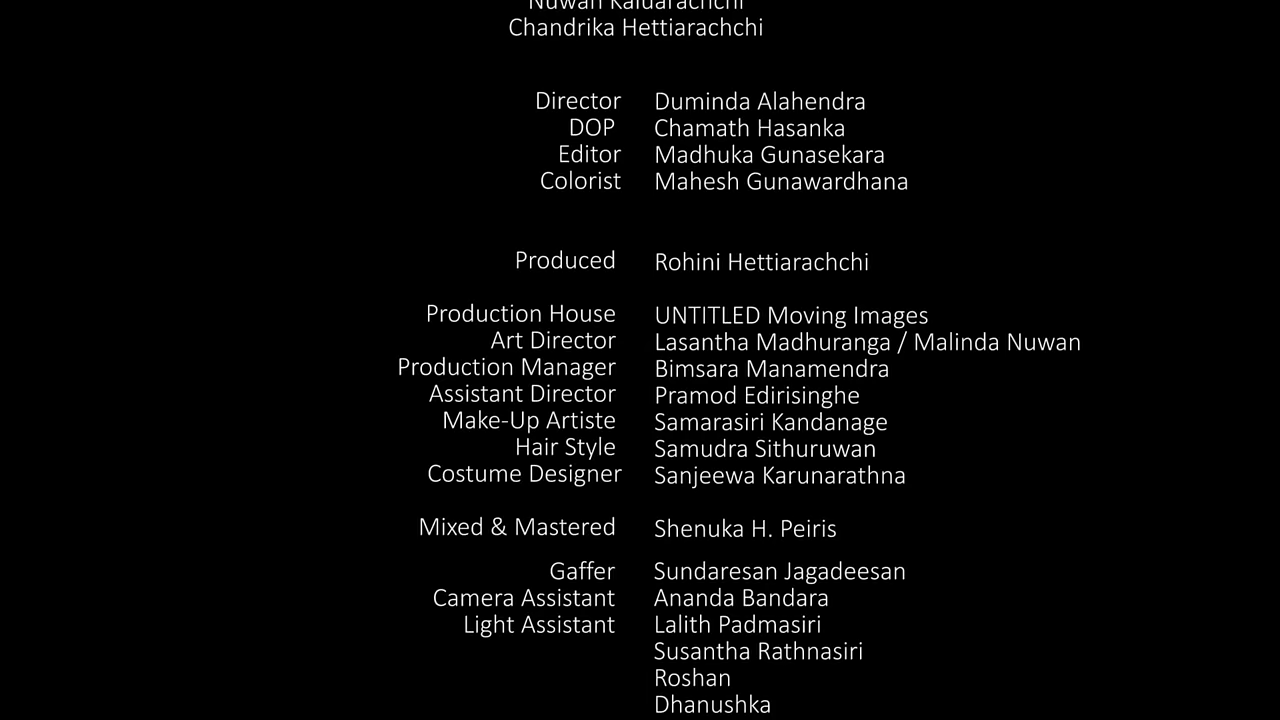 Nuwan Kaluarachchi
Chandrika Hettiarachchi
Director Duminda Alahendra
DOP Chamath Hasanka
Editor Madhuka Gunasekara
Colorist Mahesh Gunawardhana
Produced Rohini Hettiarachchi
Production House UNTITLED Moving Images
Art Director Lasantha Madhuranga / Malinda Nuwan
Production Manager Bimsara Manamendra
Assistant Director Pramod Edirisinghe
Make-Up Artiste Samarasiri Kandanage
Hair Style Samudra Sithuruwan
Costume Designer Sanjeewa Karunarathna
Mixed & Mastered Shenuka H. Peiris
Gaffer Sundaresan Jagadeesan
Camera Assistant Ananda Bandara
Light Assistant Lalith Padmasiri
Susantha Rathnasiri
Roshan
Dhanushka